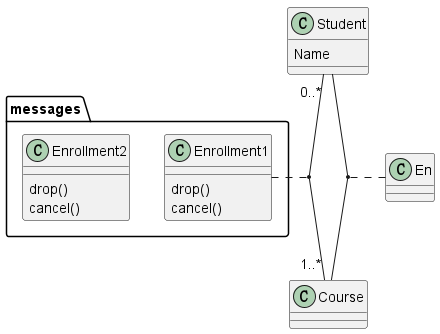 C Student
Name
0..*
messages
C Enrollment2
drop()
cancel()
C Enrollment1
drop()
cancel()
C En
1..*
C Course